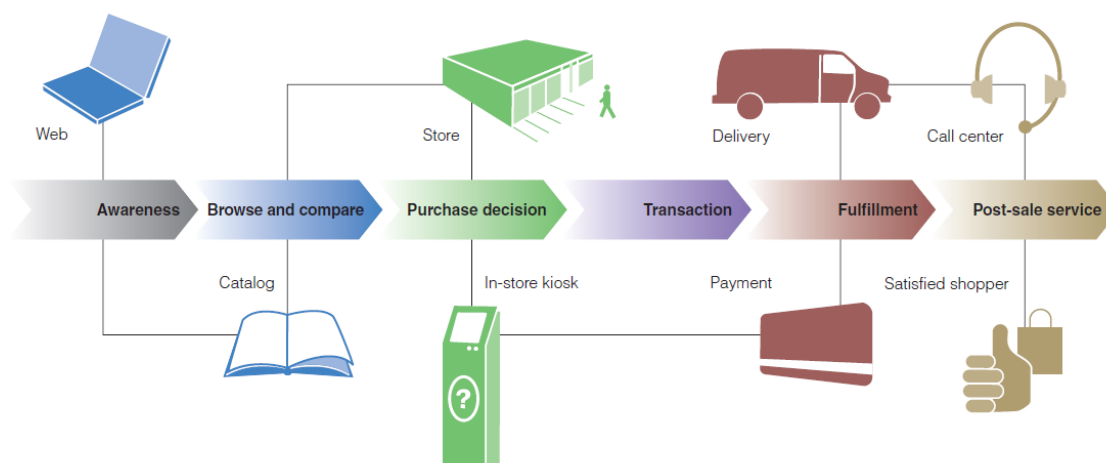 Web
Store
Delivery
Call center
Awareness
Browse and compare
Purchase decision
Transaction
Fulfillment
Post-sale service
Catalog
In-store kiosk
Payment
Satisfied shopper
?